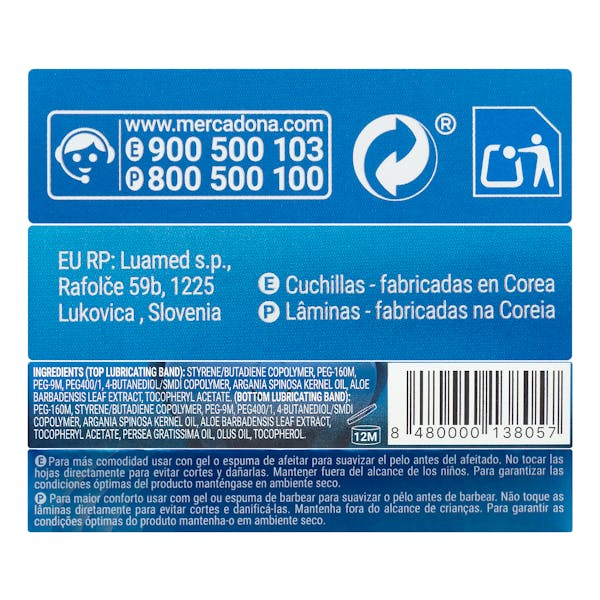 www.mercadona.com
E 900 500 103
P 800 500 100
®
EU RP: Luamed s.p.,
Rafolče 59b, 1225
Lukovica , Slovenia
E Cuchillas - fabricadas en Corea
P Lâminas - fabricadas na Coreia
INGREDIENTS (TOP LUBRICATING BAND): STYRENE/BUTADIENE COPOLYMER, PEG-160M,
PEG-9M, PEG400/1, 4-BUTANEDIOL/SMDI COPOLYMER, ARGANIA SPINOSA KERNEL OIL, ALOE
BARBADENSIS LEAF EXTRACT, TOCOPHERYL ACETATE. (BOTTOM LUBRICATING BAND):
PEG-160M, STYRENE/BUTADIENE COPOLYMER, PEG-9M, PEG400/1, 4-BUTANEDIOL/SMDI
COPOLYMER, ARGANIA SPINOSA KERNEL OIL, ALOE BARBADENSIS LEAF EXTRACT,
TOCOPHERYL ACETATE, PERSEA GRATISSIMA OIL, OLUS OIL, TOCOPHEROL.
12M
8 480000 138057
E Para más comodidad usar con gel o espuma de afeitar para suavizar el pelo antes del afeitado. No tocar las
hojas directamente para evitar cortes y dañarlas. Mantener fuera del alcance de los niños. Para garantizar las
condiciones óptimas del producto manténgase en ambiente seco.
P Para maior conforto usar com gel ou espuma de barbear para suavizar o pêlo antes de barbear. Não toque as
lâminas diretamente para evitar cortes e danificá-las. Mantenha fora do alcance de crianças. Para garantir as
condições óptimas do produto mantenha-o em ambiente seco.